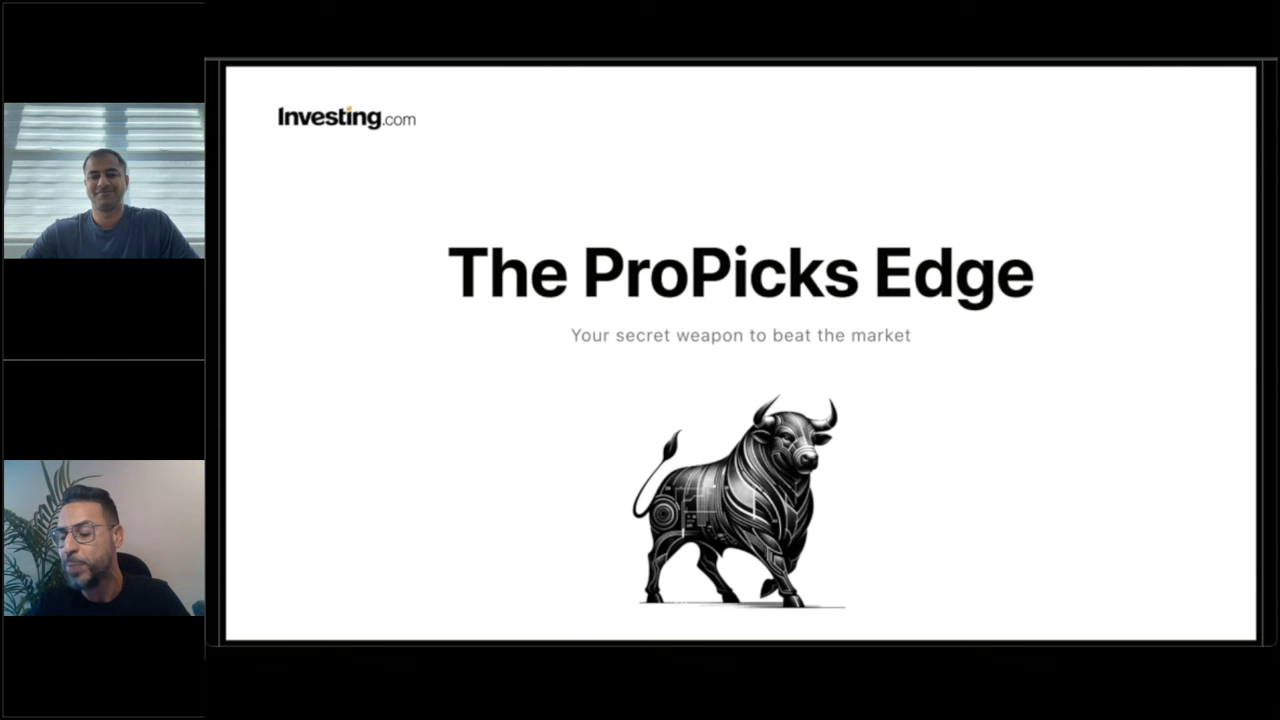 Investing.com
The ProPicks Edge
Your secret weapon to beat the market